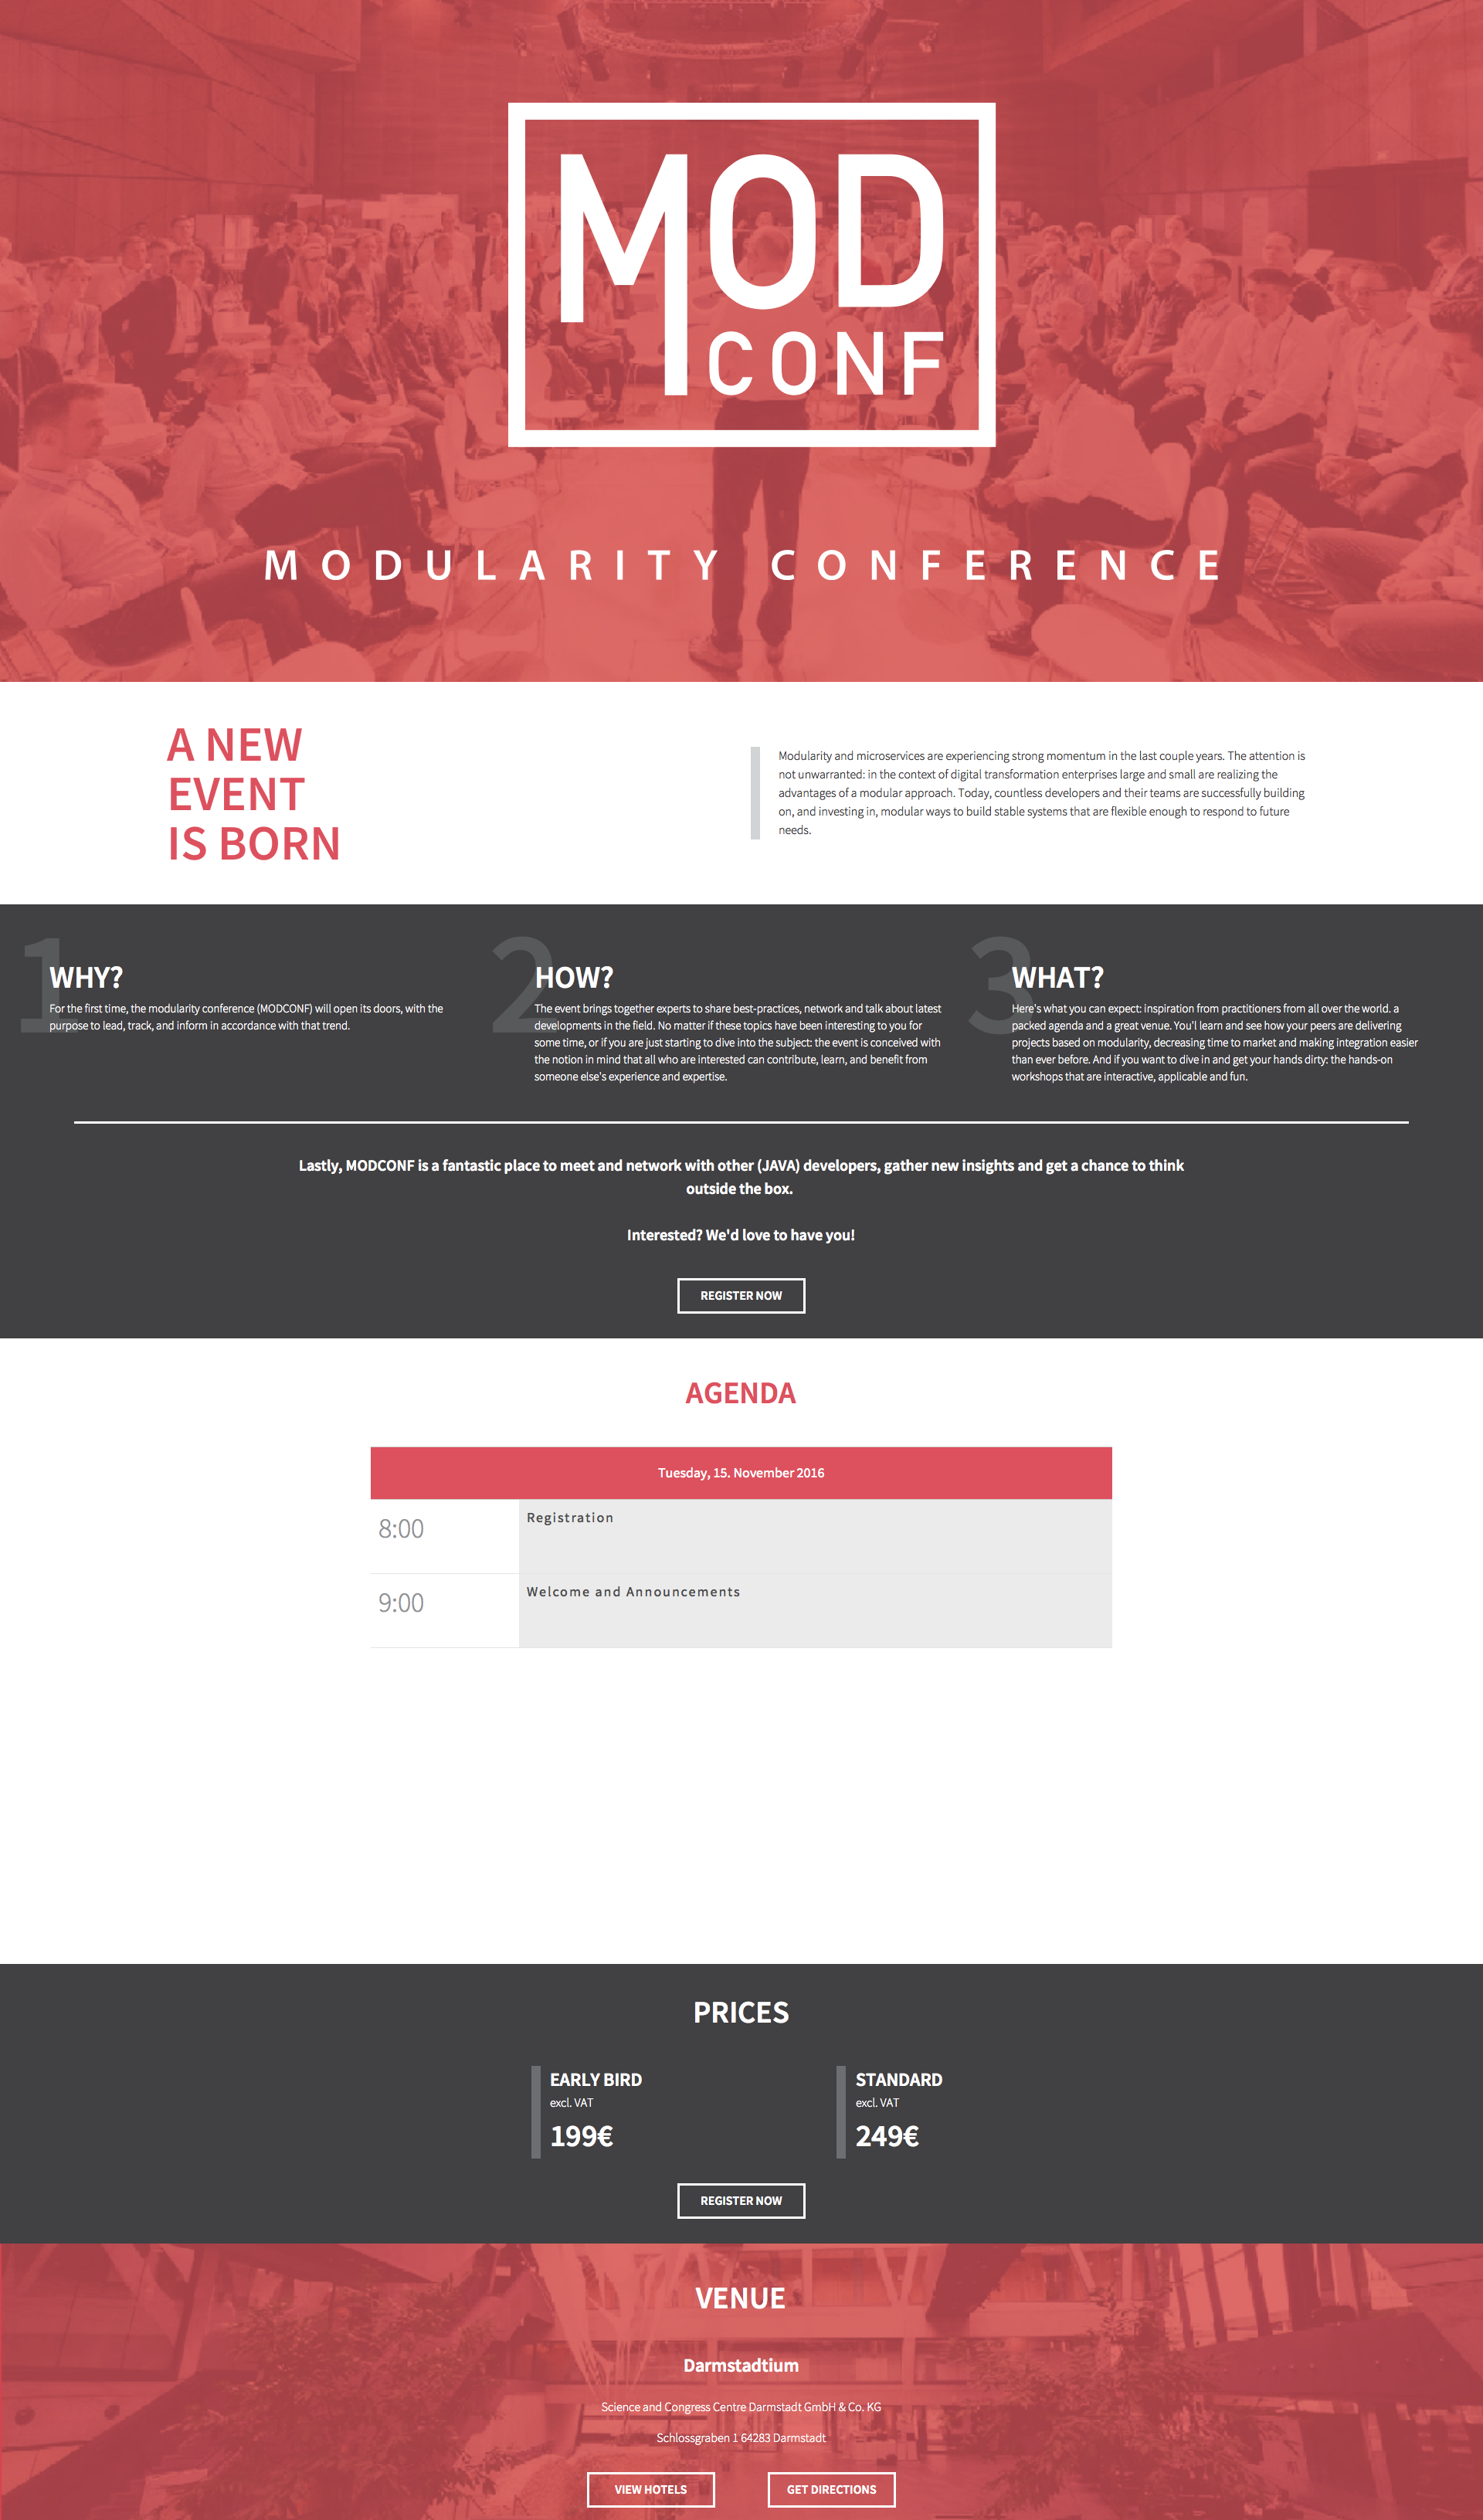 MOD
CONF
MODULARITY CONFERENCE
A NEW
EVENT
IS BORN
Modularity and microservices are experiencing strong momentum in the last couple years. The attention is
not unwarranted: in the context of digital transformation enterprises large and small are realizing the
advantages of a modular approach. Today, countless developers and their teams are successfully building
on, and investing in, modular ways to build stable systems that are flexible enough to respond to future
needs.
1
WHY?
For the first time, the modularity conference (MODCONF) will open its doors, with the
purpose to lead, track, and inform in accordance with that trend.
2
HOW?
The event brings together experts to share best-practices, network and talk about latest
developments in the field. No matter if these topics have been interesting to you for
some time, or if you are just starting to dive into the subject: the event is conceived with
the notion in mind that all who are interested can contribute, learn, and benefit from
someone else's experience and expertise.
3
WHAT?
Here's what you can expect: inspiration from practitioners from all over the world. a
packed agenda and a great venue. You'l learn and see how your peers are delivering
projects based on modularity, decreasing time to market and making integration easier
than ever before. And if you want to dive in and get your hands dirty: the hands-on
workshops that are interactive, applicable and fun.
Lastly, MODCONF is a fantastic place to meet and network with other (JAVA) developers, gather new insights and get a chance to think
outside the box.
Interested? We'd love to have you!
REGISTER NOW
AGENDA
Tuesday, 15. November 2016
8:00 Registration
9:00 Welcome and Announcements
PRICES
EARLY BIRD
excl. VAT
199€
STANDARD
excl. VAT
249€
REGISTER NOW
VENUE
Darmstadtium
Science and Congress Centre Darmstadt GmbH & Co. KG
Schlossgraben 1 64283 Darmstadt
VIEW HOTELS
GET DIRECTIONS